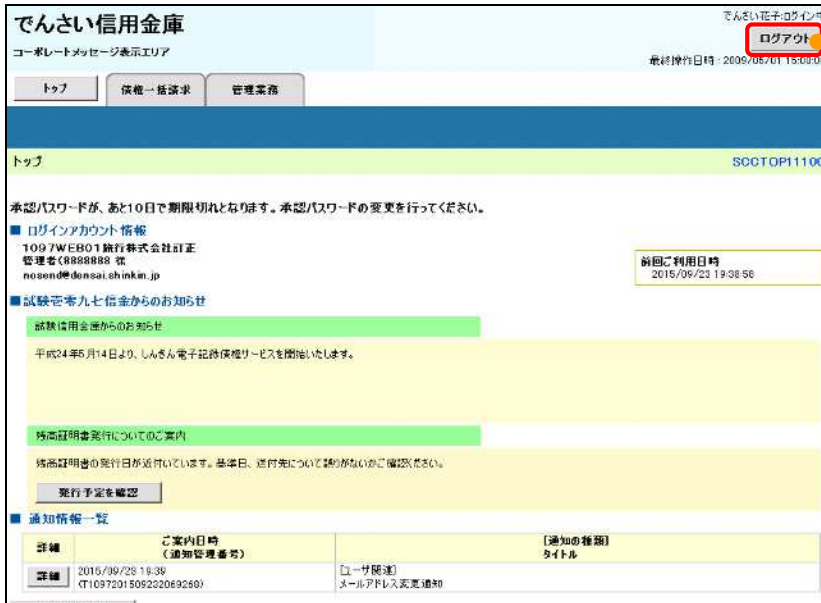 でんさい信用金庫
でんさい花子:ログイン中
コーポレートメッセージ表示エリア
ログアウト
最終操作日時:2009/05/01 15:00:0
トップ
債権一括請求
管理業務
トップ
SCCTOP11100
承認パスワードが、あと10日で期限切れとなります。承認パスワードの変更を行ってください。
■ ログインアカウント情報
1097WEB01旅行株式会社訂正
管理者(8888888 様
nosend@densai.shinkin.jp
前回ご利用日時
2015/09/23 19:38:58
■試験壱零九七信金からのお知らせ
試験信用金庫からのお知らせ
平成24年5月14日より、しんきん電子記録債権サービスを開始いたします。
残高証明書発行についてのご案内
残高証明書の発行日が近付いています。基準日、送付先について誤りがないかご確認ください。
発行予定を確認
■ 通知情報一覧
詳細
ご案内日時
(通知管理番号)
[通知の種類]
タイトル
詳細
2015/09/28 19:39
(T1097201509232069268)
[ユーザ関連]
メールアドレス変更通知